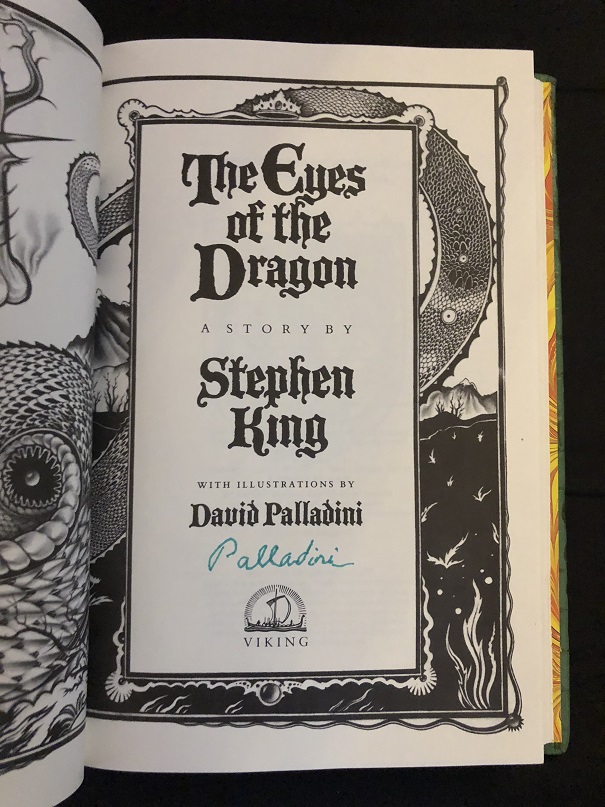 The Eyes
of the
Dragon
A STORY BY
Stephen
King
WITH ILLUSTRATIONS BY
David Palladini
Palladini
VIKING